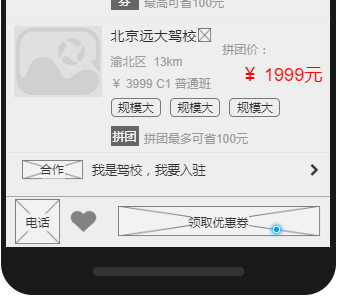 券 最高可省100元
北京远大驾校
拼团价：
渝北区 13km
¥ 1999元
¥ 3999 C1 普通班
规模大 规模大 规模大
拼团 拼团最多可省100元
合作 我是驾校，我要入驻
电话 领取优惠券